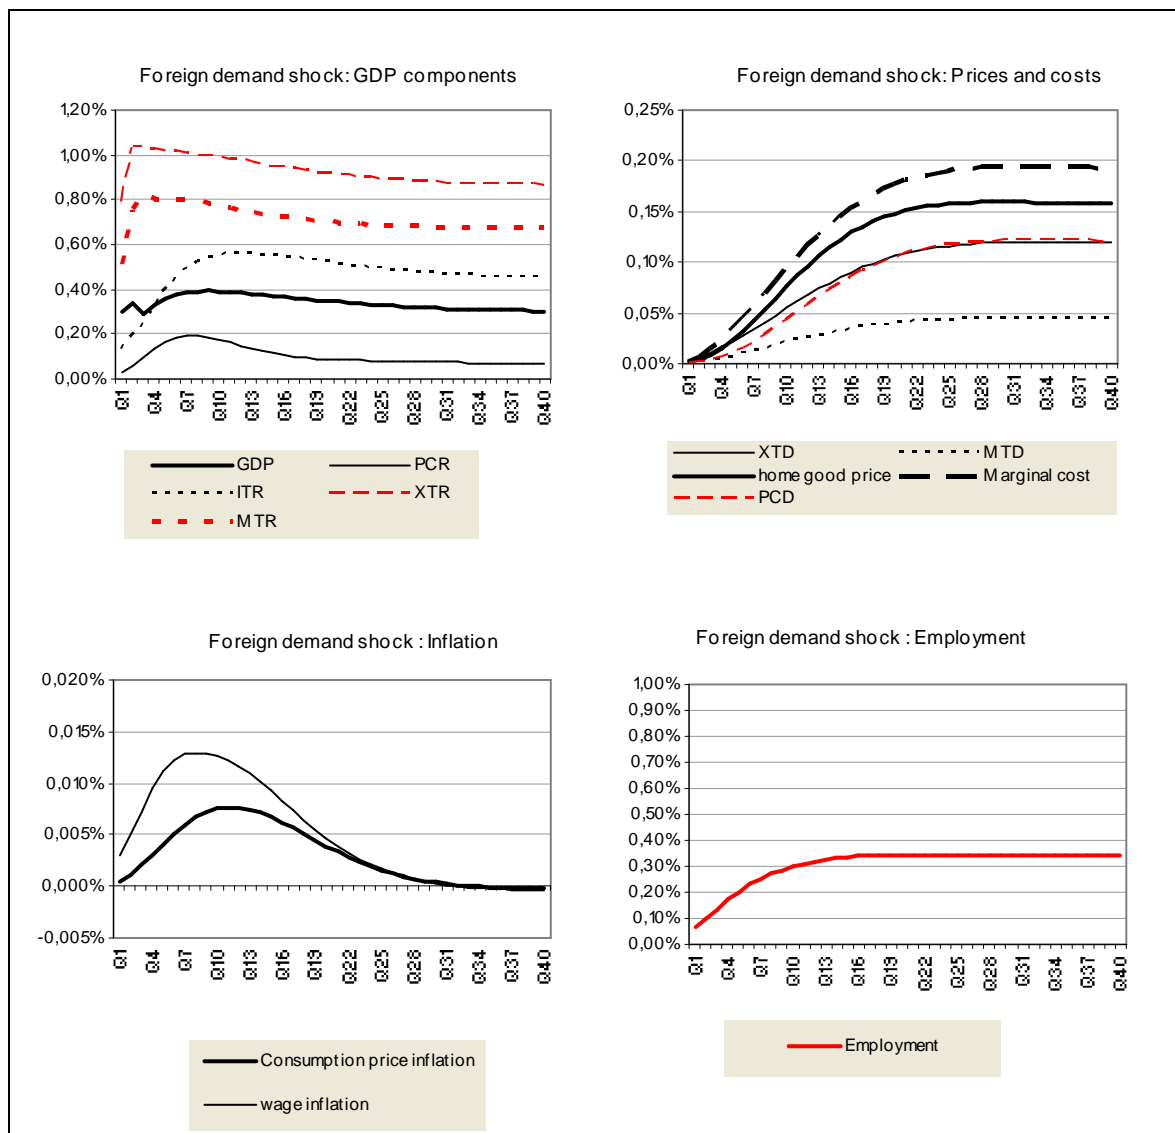 Foreign demand shock: GDP components
1,20%
1,00%
0,80%
0,60%
0,40%
0,20%
0,00%
Q1
Q4
Q7
Q10
Q13
Q16
Q19
Q22
Q25
Q28
Q31
Q34
Q37
Q40
GDP
PCR
ITR
XTR
MTR
Foreign demand shock: Prices and costs
0,25%
0,20%
0,15%
0,10%
0,05%
0,00%
Q1
Q4
Q7
Q10
Q13
Q16
Q19
Q22
Q25
Q28
Q31
Q34
Q37
Q40
XTD
MTD
home good price
Marginal cost
PCD
Foreign demand shock : Inflation
0,020%
0,015%
0,010%
0,005%
0,000%
-0,005%
Q1
Q4
Q7
Q10
Q13
Q16
Q19
Q22
Q25
Q28
Q31
Q34
Q37
Q40
Consumption price inflation
wage inflation
Foreign demand shock : Employment
1,00%
0,90%
0,80%
0,70%
0,60%
0,50%
0,40%
0,30%
0,20%
0,10%
0,00%
Q1
Q4
Q7
Q10
Q13
Q16
Q19
Q22
Q25
Q28
Q31
Q34
Q37
Q40
Employment